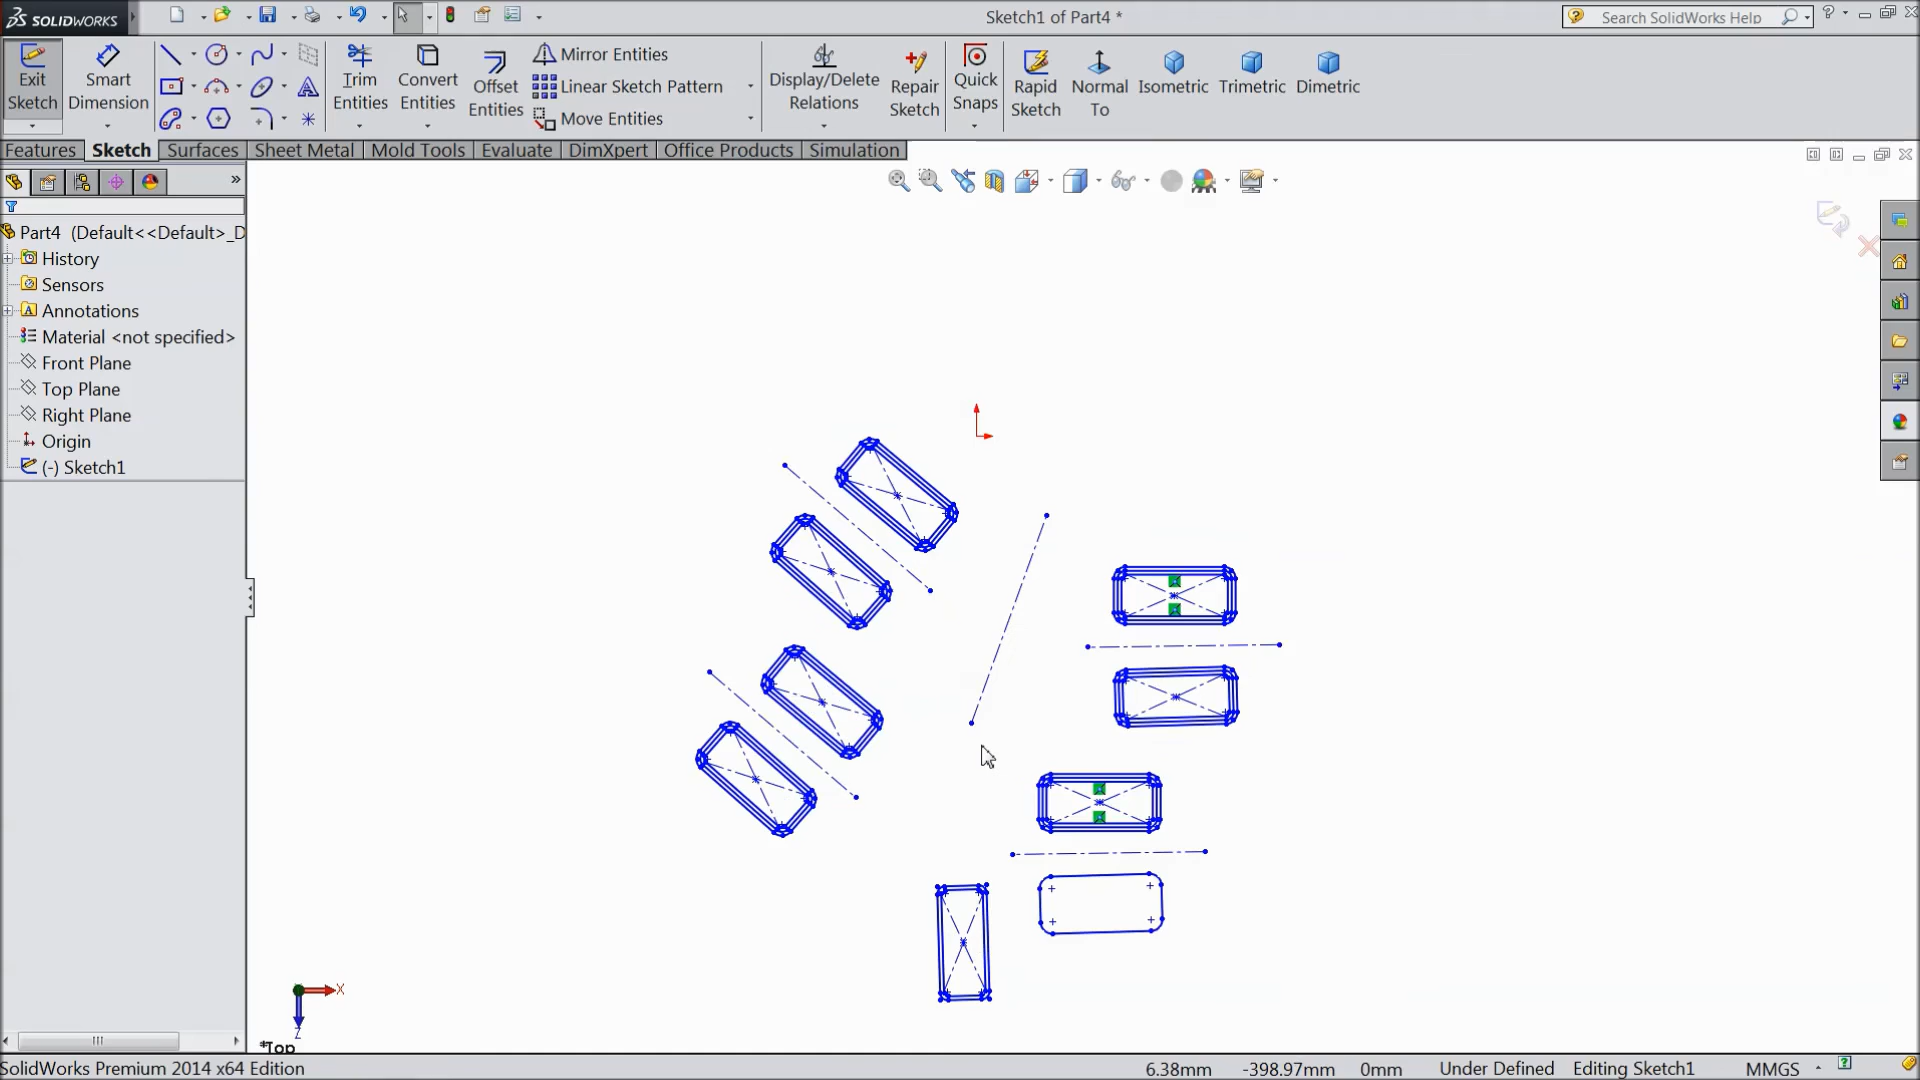 SOLIDWORKS
Sketch1 of Part4 *
Search SolidWorks Help
Exit Sketch
Smart Dimension
Trim Entities
Convert Entities
Offset Entities
Mirror Entities
Linear Sketch Pattern
Move Entities
Display/Delete Relations
Repair Sketch
Quick Snaps
Rapid Sketch
Normal To
Isometric
Trimetric
Dimetric
Features
Sketch
Surfaces
Sheet Metal
Mold Tools
Evaluate
DimXpert
Office Products
Simulation
Part4 (Default<<Default>_D
History
Sensors
Annotations
Material <not specified>
Front Plane
Top Plane
Right Plane
Origin
(-) Sketch1
X
Z
*Top
SolidWorks Premium 2014 x64 Edition
6.38mm
-398.97mm
0mm
Under Defined
Editing Sketch1
MMGS